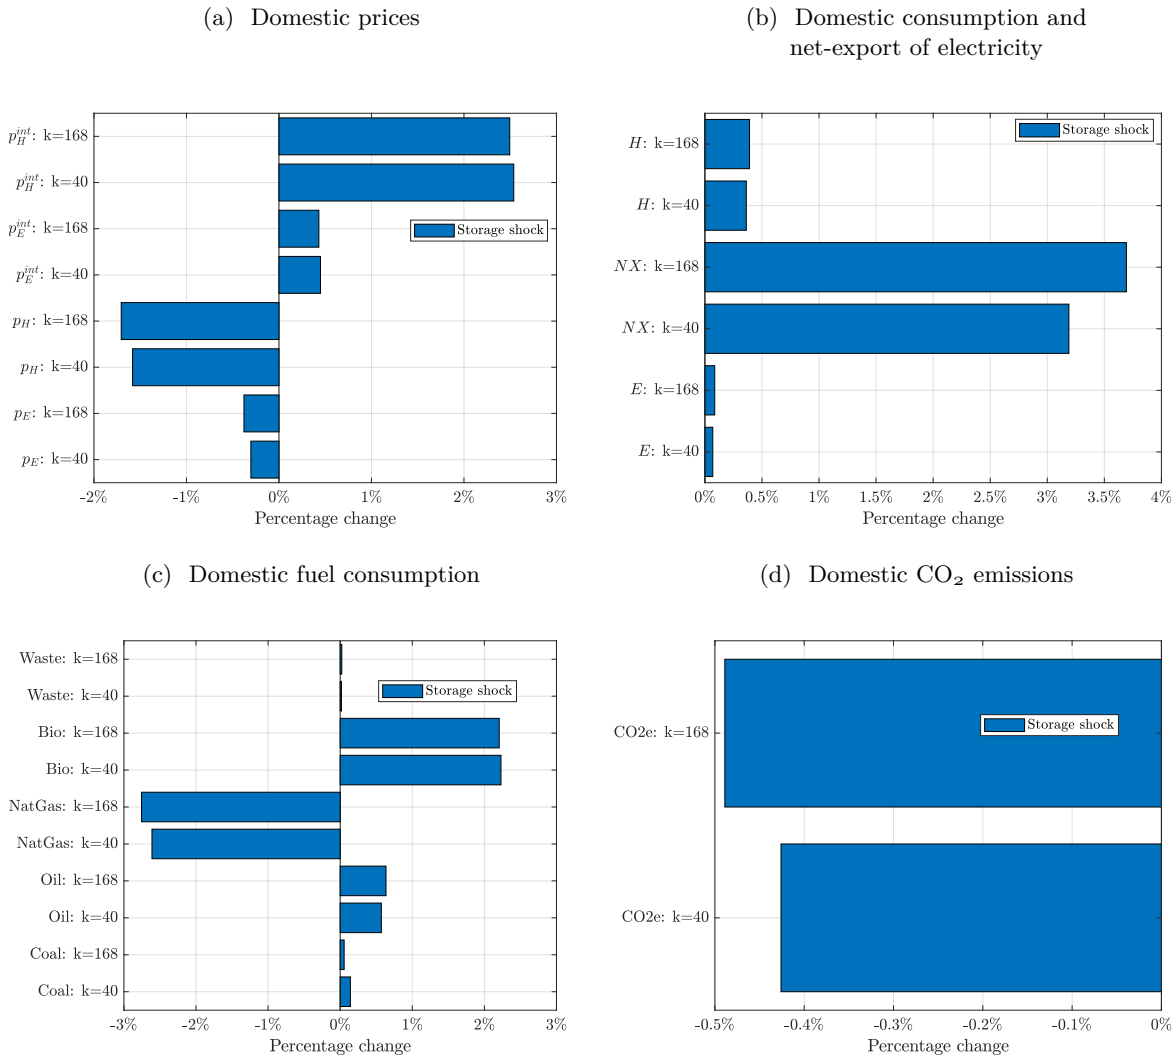 (a) Domestic prices
p_H^{int}: k=168
p_H^{int}: k=40
p_E^{int}: k=168
p_E^{int}: k=40
p_H: k=168
p_H: k=40
p_E: k=168
p_E: k=40
Storage shock
-2% -1% 0% 1% 2% 3%
Percentage change
(b) Domestic consumption and
net-export of electricity
H: k=168
H: k=40
NX: k=168
NX: k=40
E: k=168
E: k=40
Storage shock
0% 0.5% 1% 1.5% 2% 2.5% 3% 3.5% 4%
Percentage change
(c) Domestic fuel consumption
Waste: k=168
Waste: k=40
Bio: k=168
Bio: k=40
NatGas: k=168
NatGas: k=40
Oil: k=168
Oil: k=40
Coal: k=168
Coal: k=40
Storage shock
-3% -2% -1% 0% 1% 2% 3%
Percentage change
(d) Domestic CO₂ emissions
CO2e: k=168
CO2e: k=40
Storage shock
-0.5% -0.4% -0.3% -0.2% -0.1% 0%
Percentage change